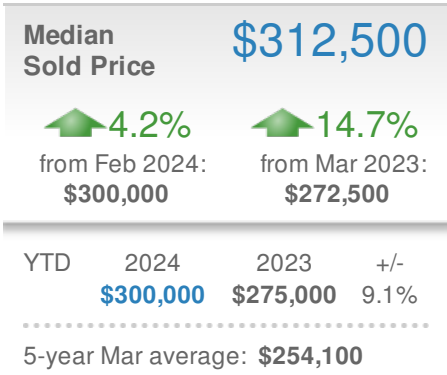 Median
Sold Price
$312,500
4.2%
14.7%
from Feb 2024:
from Mar 2023:
$300,000
$272,500
YTD 2024 2023 +/-
$300,000 $275,000 9.1%
5-year Mar average: $254,100